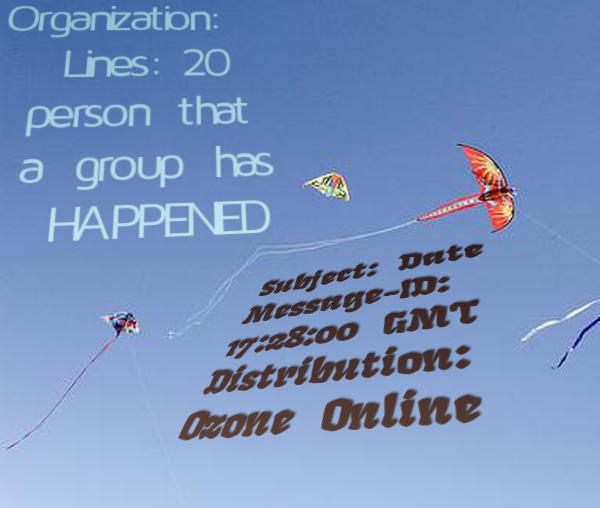 Organization:
Lines: 20
person that
a group has
HAPPENED
Subject: Date
Message-ID:
17:28:00 GMT
Distribution:
Ozone Online